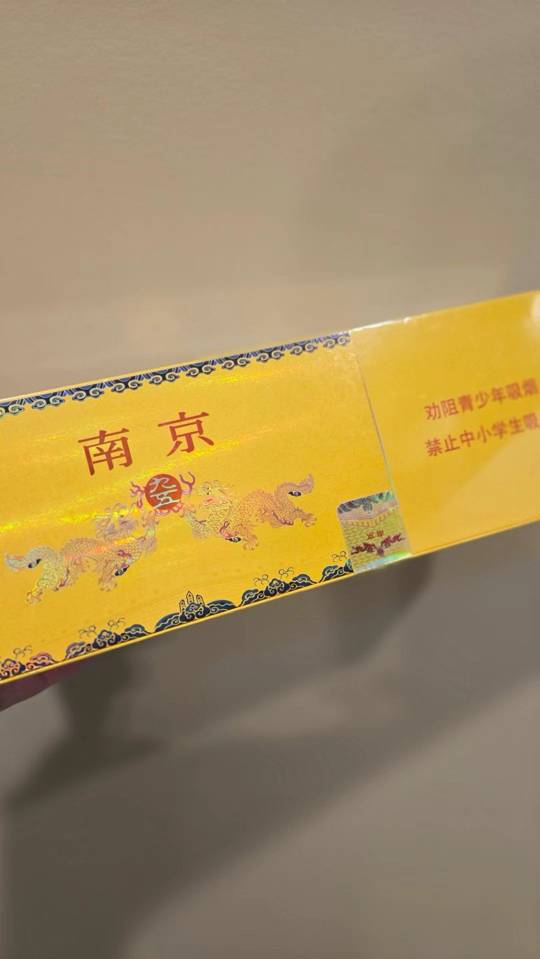 南京
九五
劝阻青少年吸烟
禁止中小学生吸